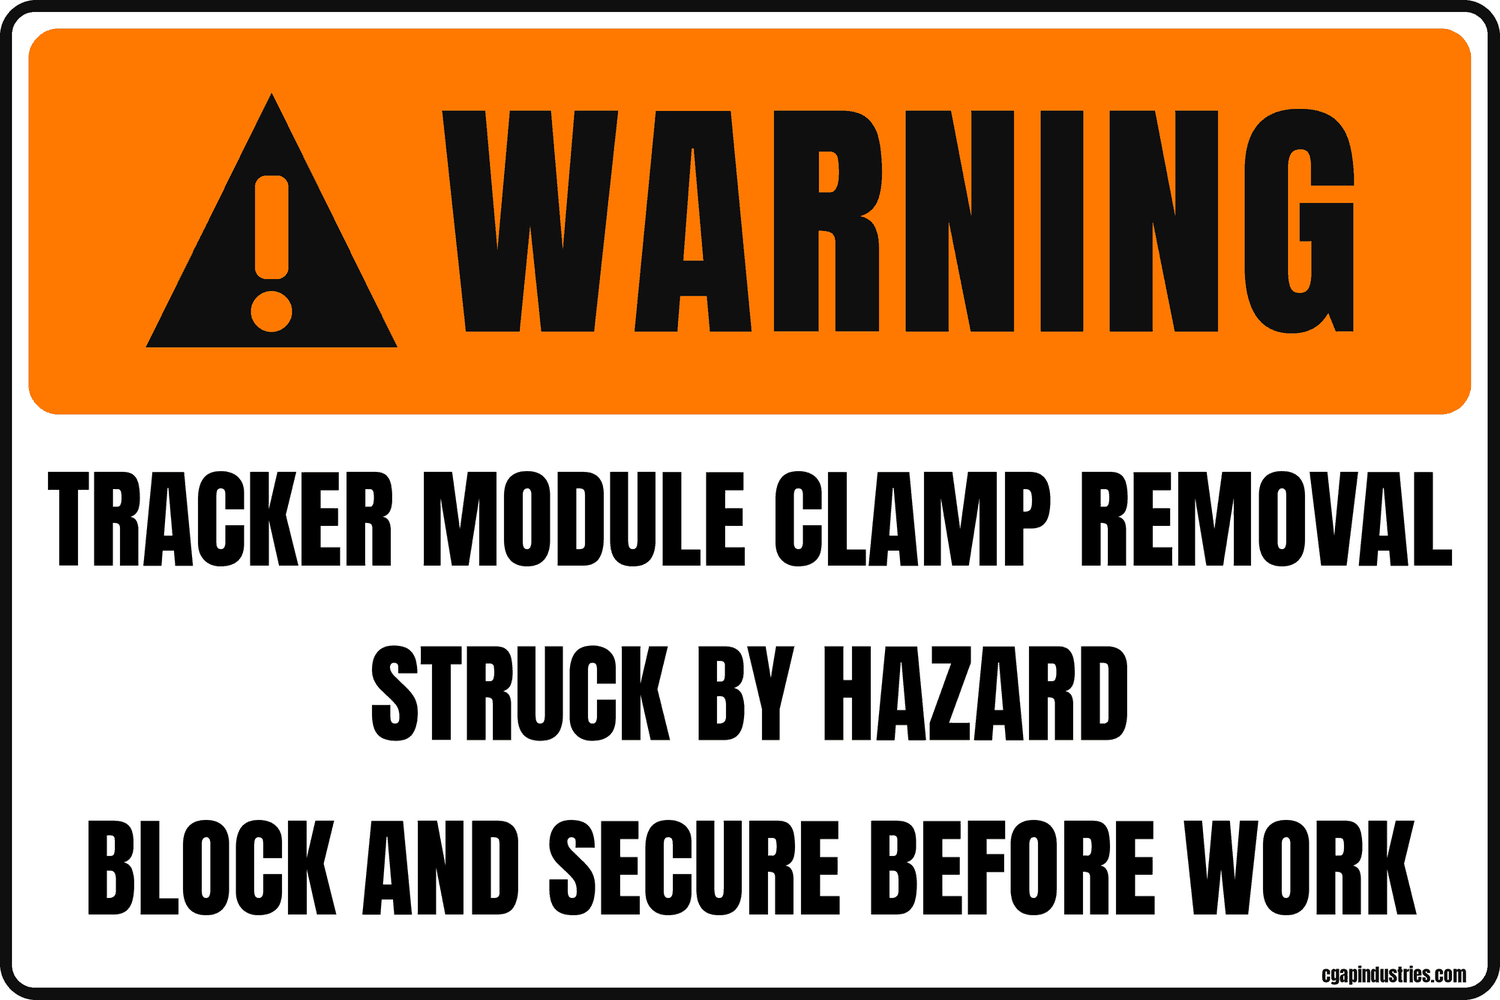 WARNING
TRACKER MODULE CLAMP REMOVAL
STRUCK BY HAZARD
BLOCK AND SECURE BEFORE WORK
cgapindustries.com